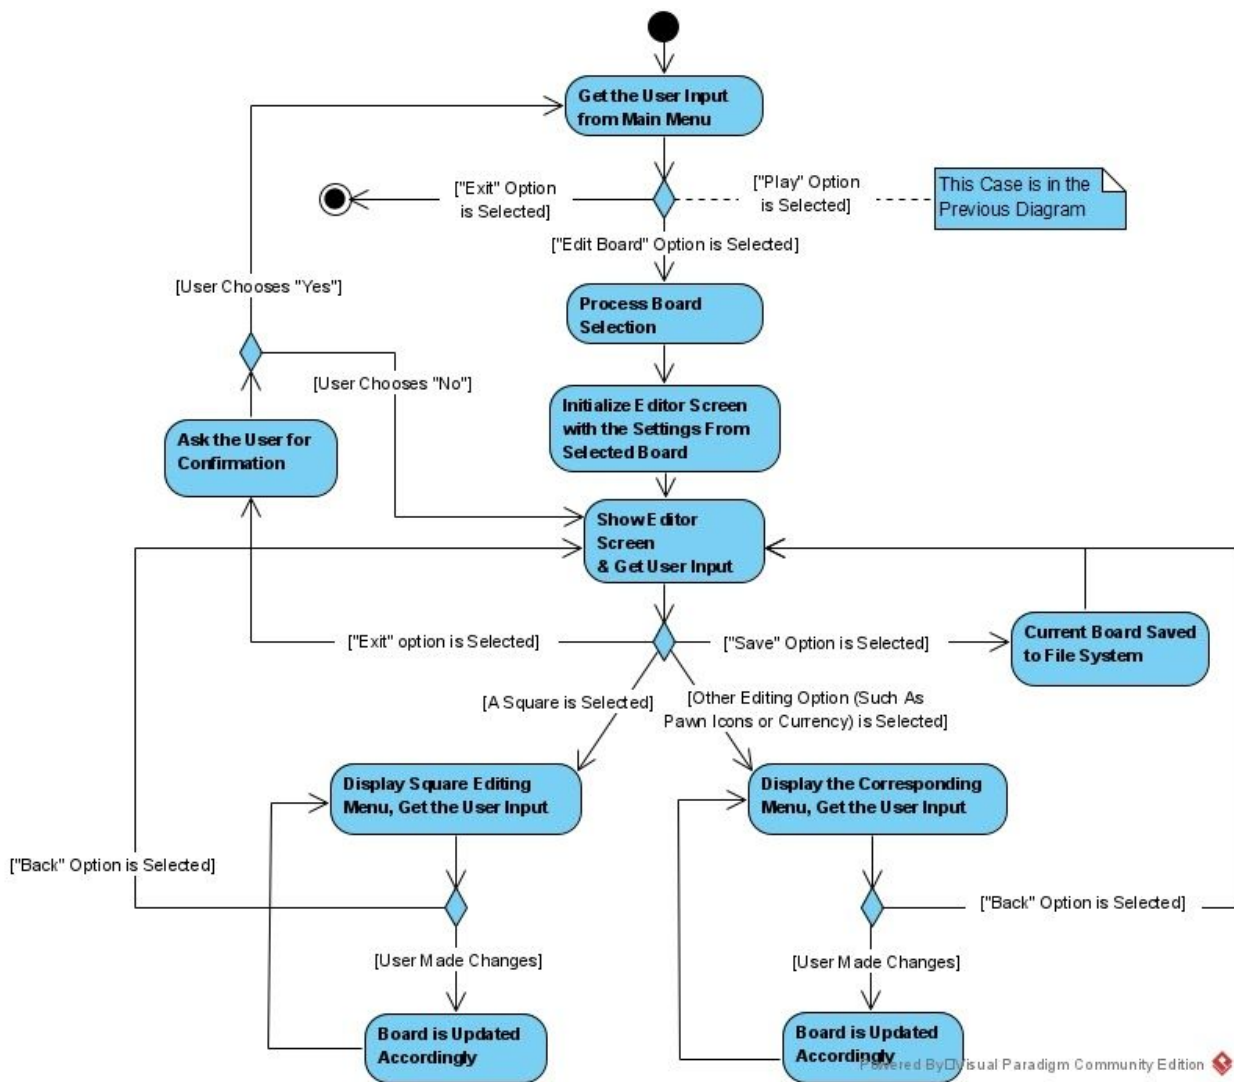 Get the User Input
from Main Menu
["Exit" Option
is Selected]
["Play" Option
is Selected]
This Case is in the
Previous Diagram
["Edit Board" Option is Selected]
[User Chooses "Yes"]
Process Board
Selection
[User Chooses "No"]
Initialize Editor Screen
with the Settings From
Selected Board
Ask the User for
Confirmation
Show Editor
Screen
& Get User Input
["Exit" option is Selected]
["Save" Option is Selected]
Current Board Saved
to File System
[A Square is Selected]
[Other Editing Option (Such As
Pawn Icons or Currency) is Selected]
Display Square Editing
Menu, Get the User Input
Display the Corresponding
Menu, Get the User Input
["Back" Option is Selected]
["Back" Option is Selected]
[User Made Changes]
[User Made Changes]
Board is Updated
Accordingly
Board is Updated
Accordingly
Powered By Visual Paradigm Community Edition